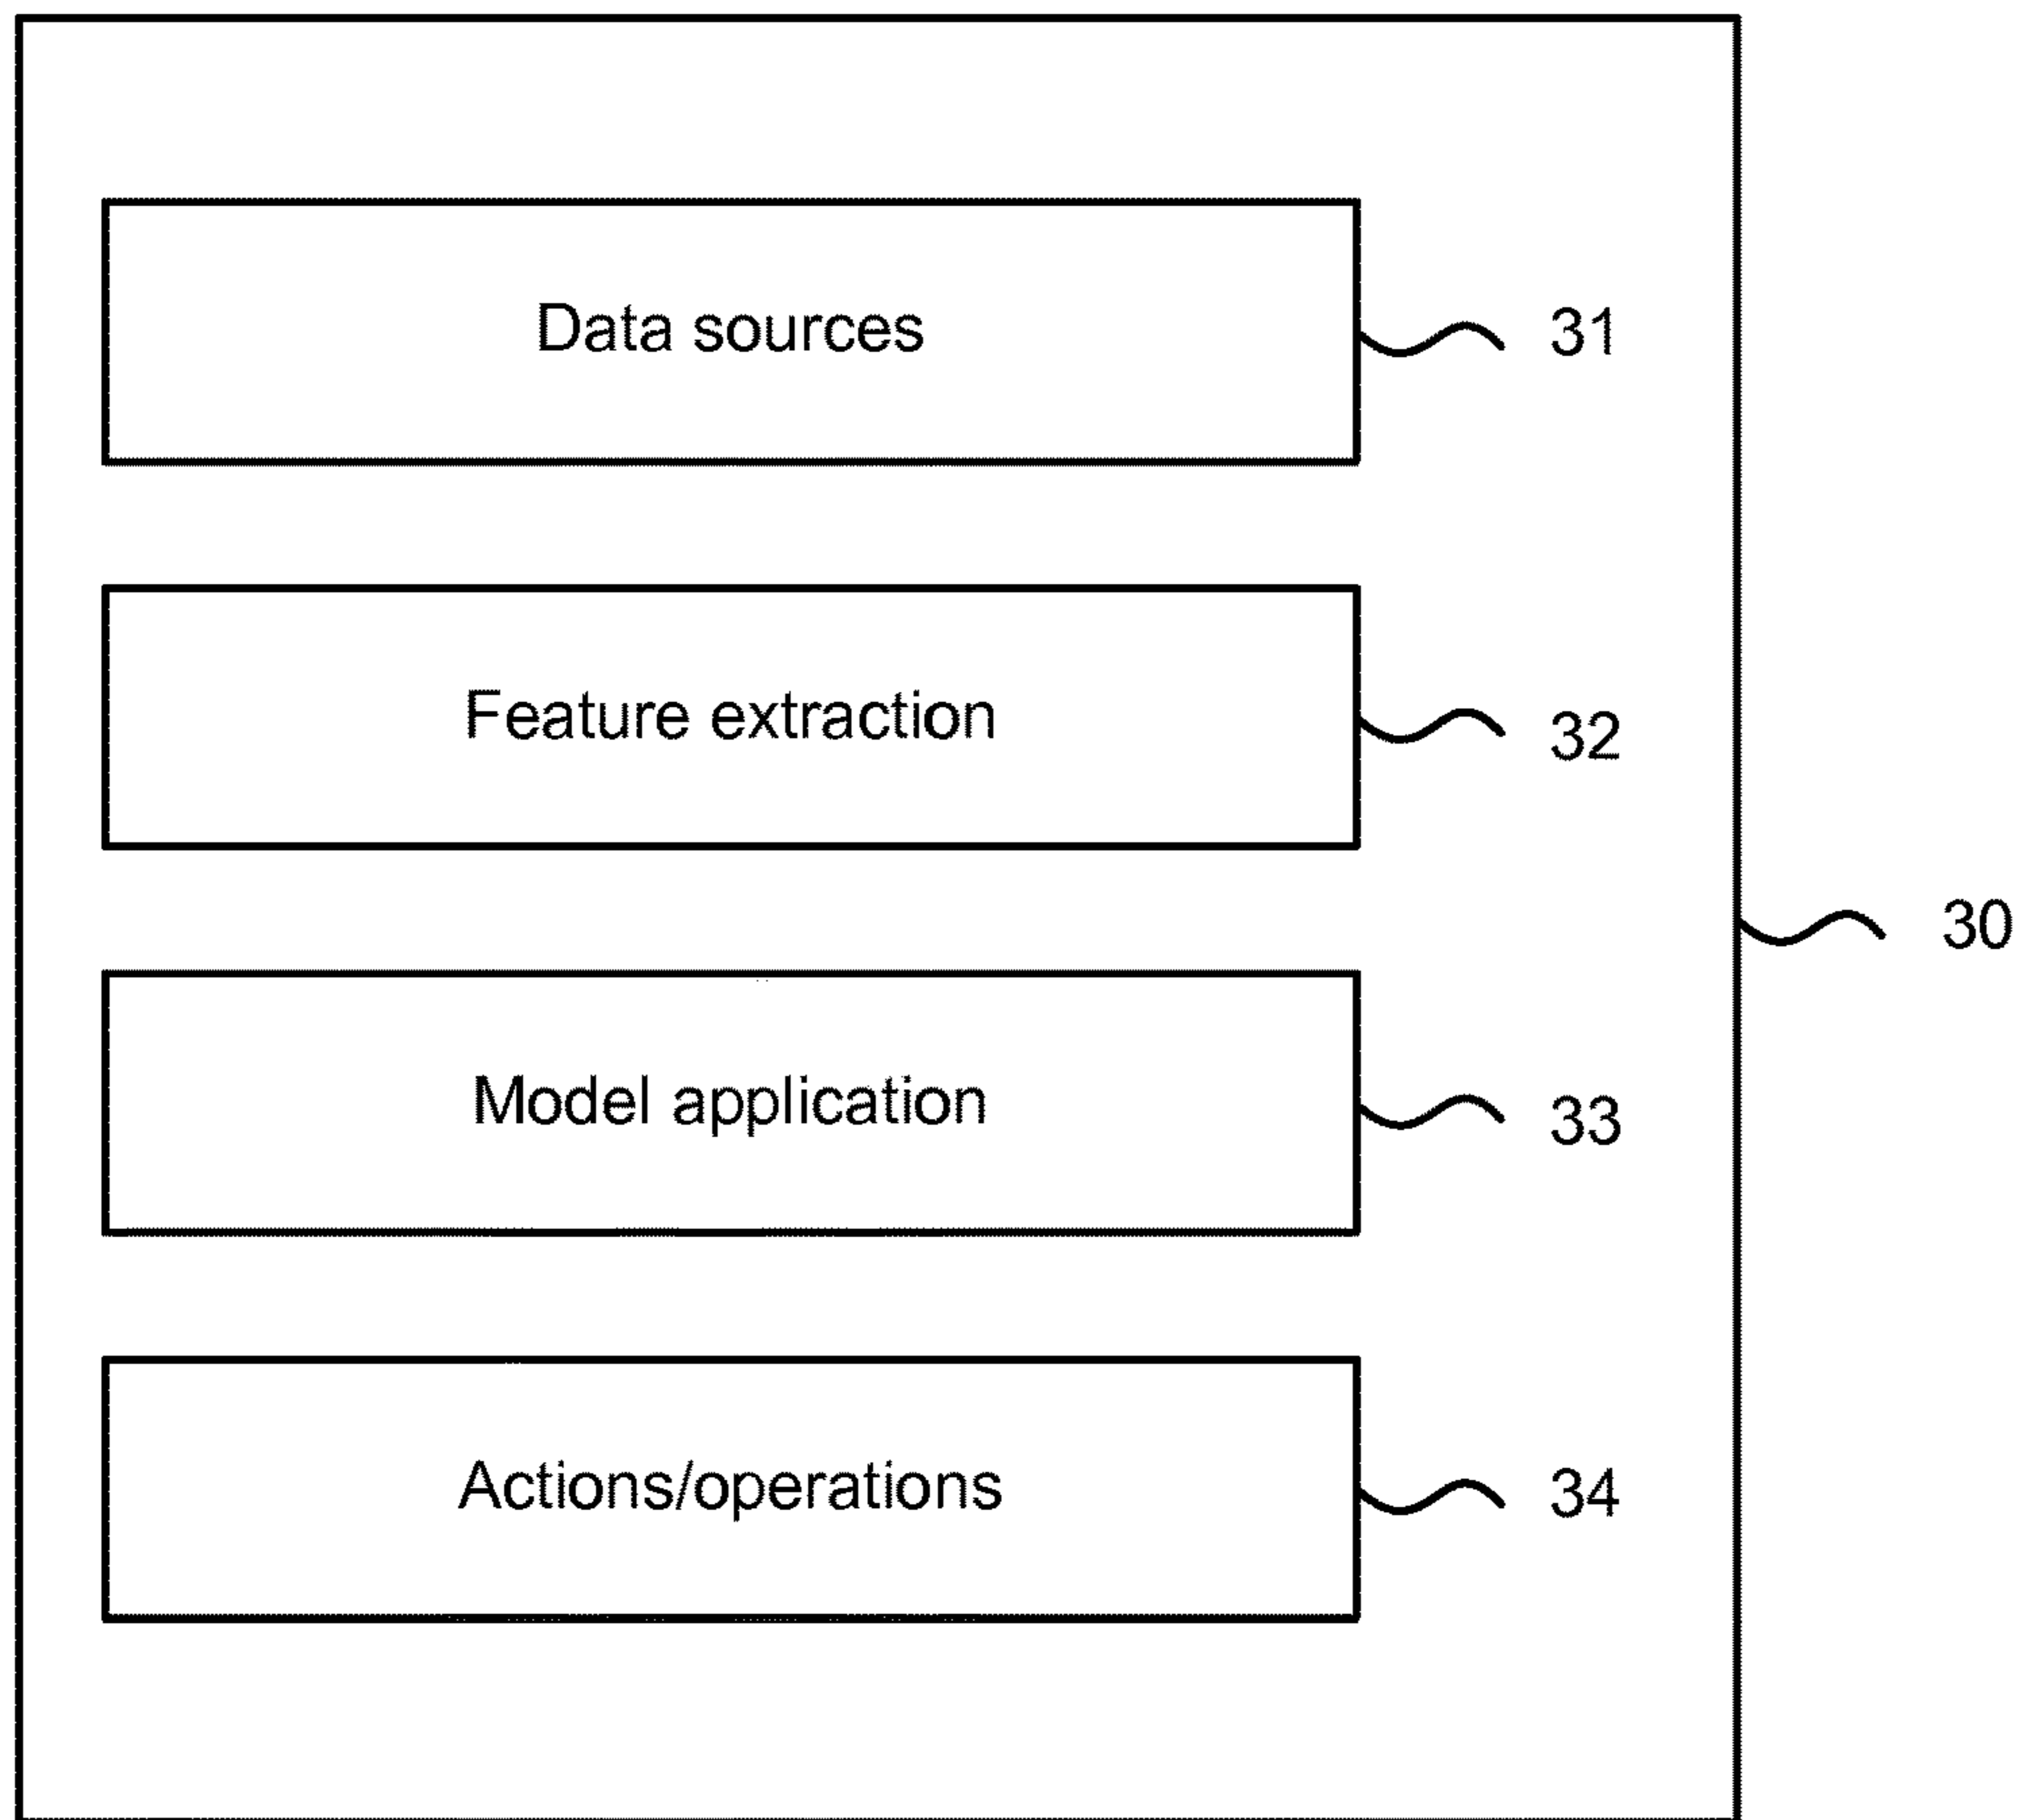 Data sources
31
Feature extraction
32
30
Model application
33
Actions/operations
34